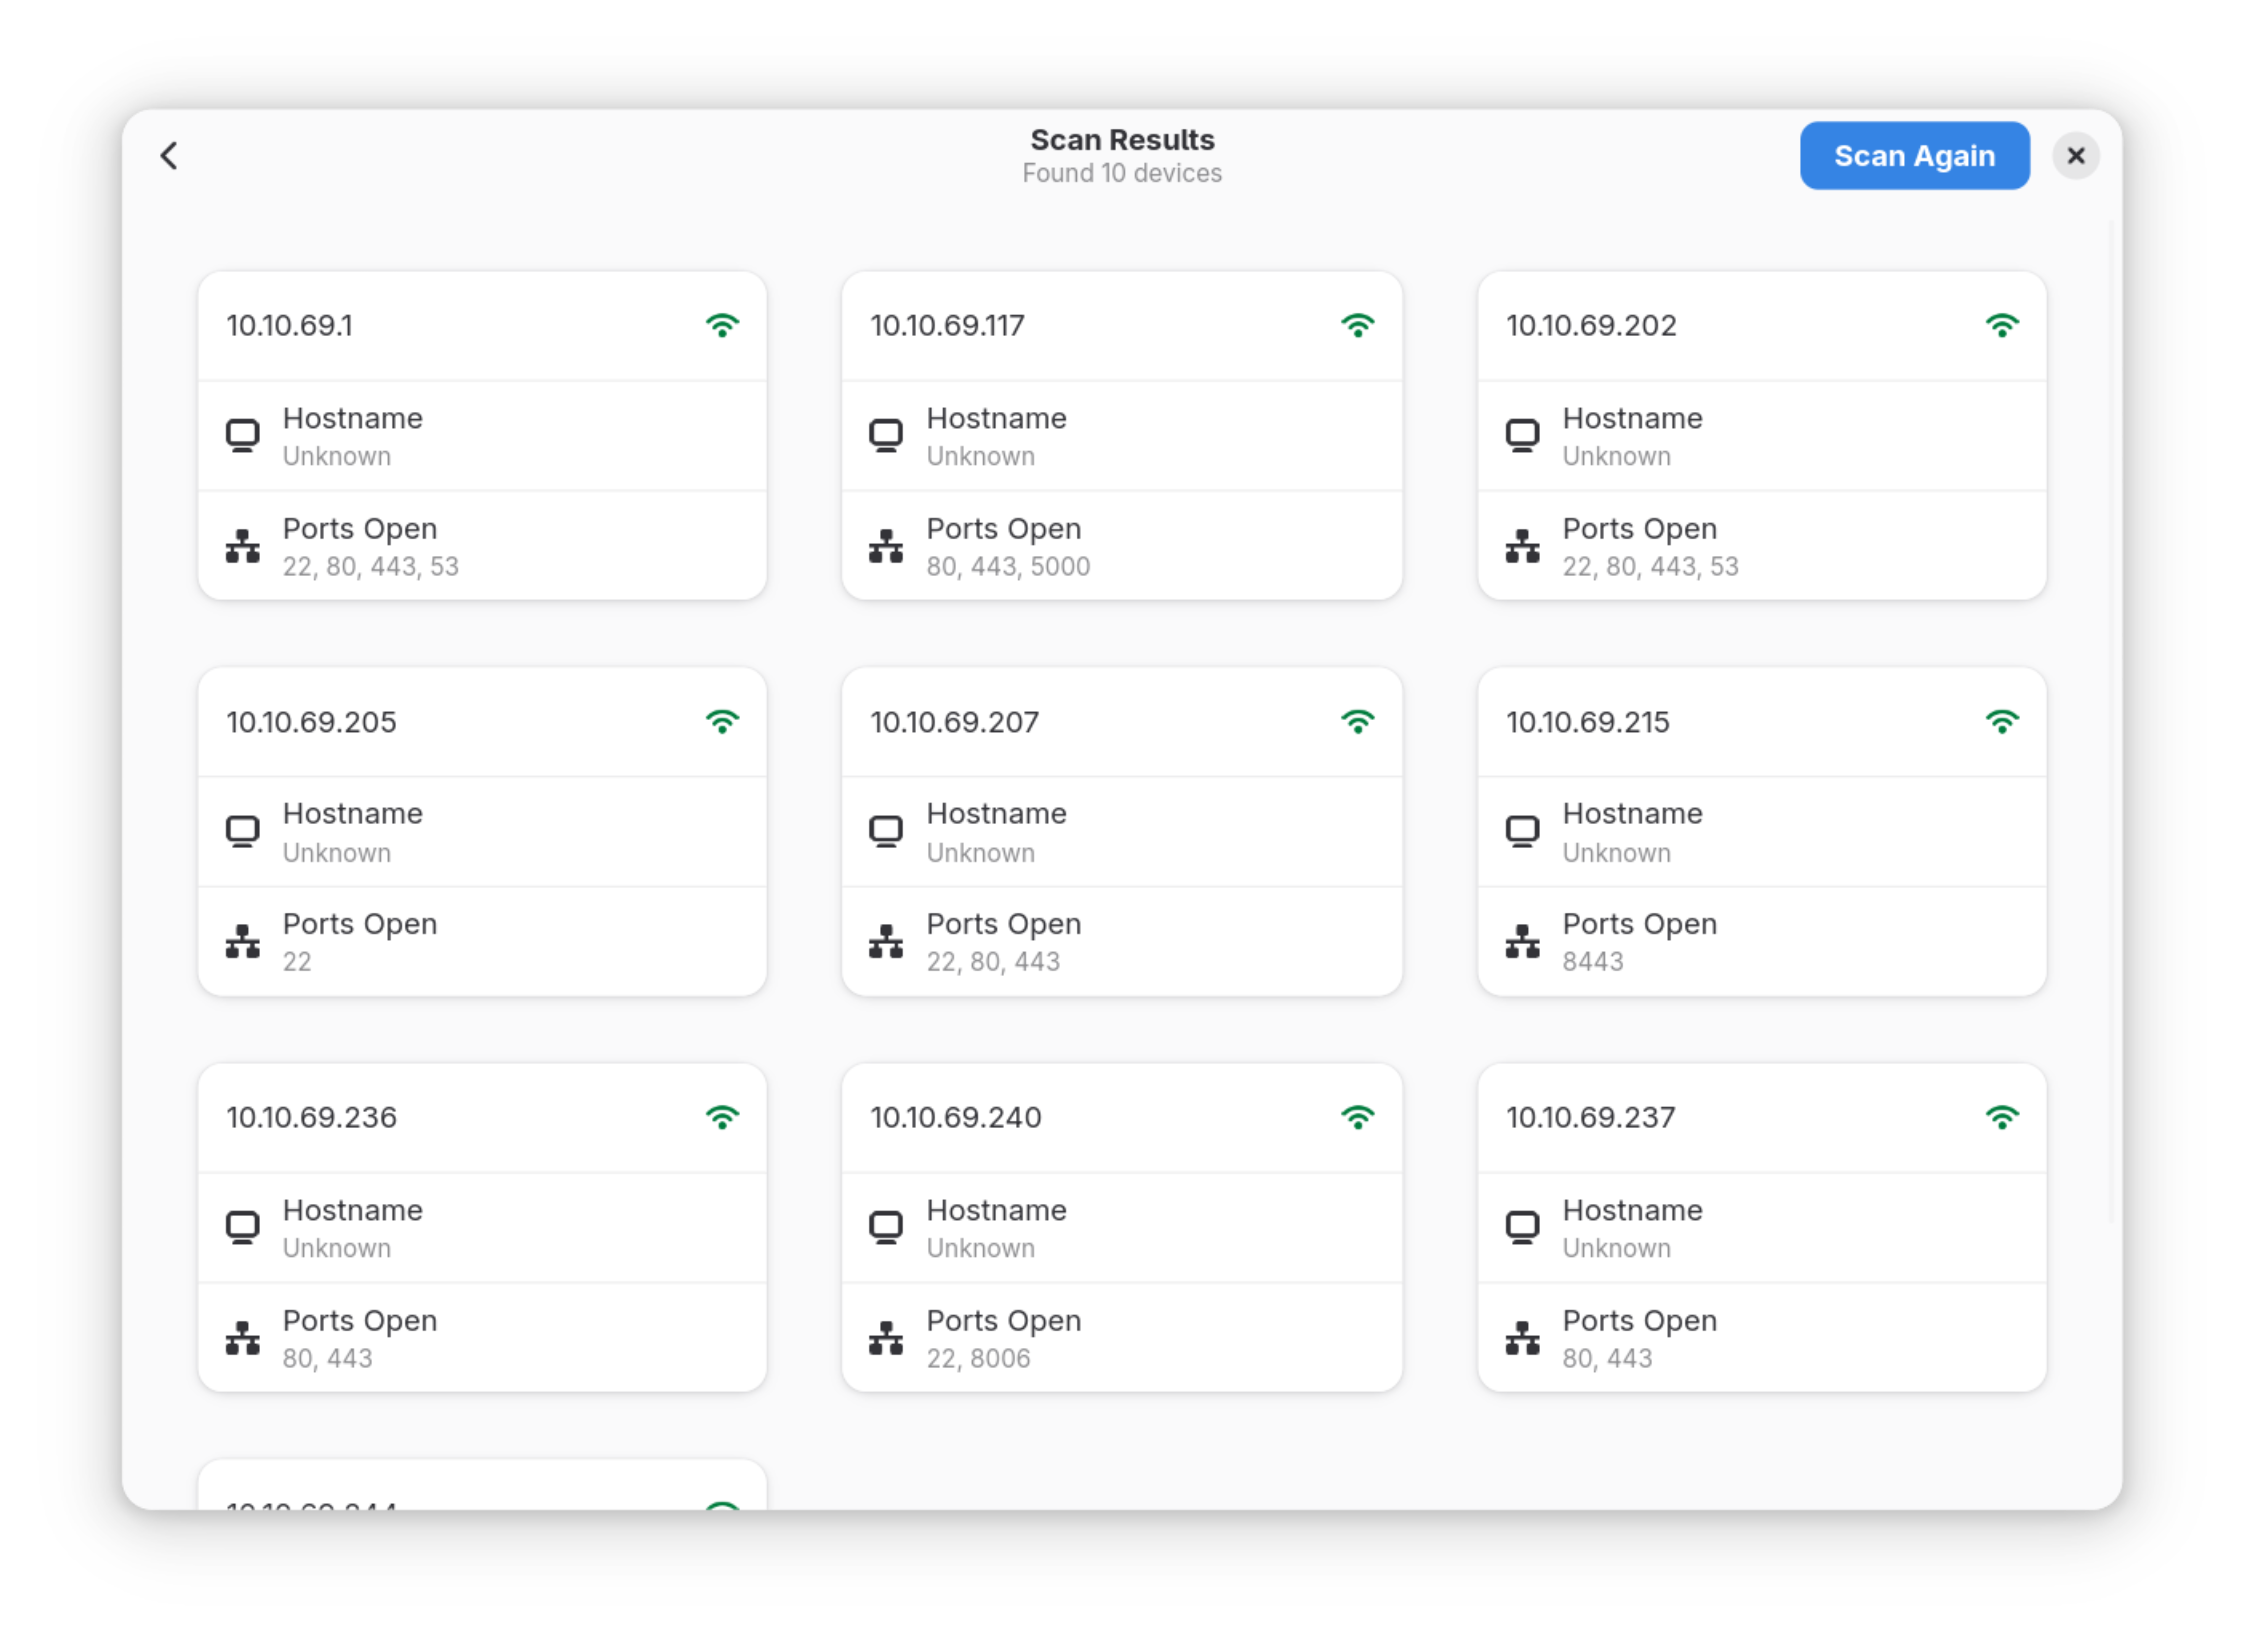 Scan Results
Found 10 devices
Scan Again
10.10.69.1
Hostname
Unknown
Ports Open
22, 80, 443, 53
10.10.69.117
Hostname
Unknown
Ports Open
80, 443, 5000
10.10.69.202
Hostname
Unknown
Ports Open
22, 80, 443, 53
10.10.69.205
Hostname
Unknown
Ports Open
22
10.10.69.207
Hostname
Unknown
Ports Open
22, 80, 443
10.10.69.215
Hostname
Unknown
Ports Open
8443
10.10.69.236
Hostname
Unknown
Ports Open
80, 443
10.10.69.240
Hostname
Unknown
Ports Open
22, 8006
10.10.69.237
Hostname
Unknown
Ports Open
80, 443